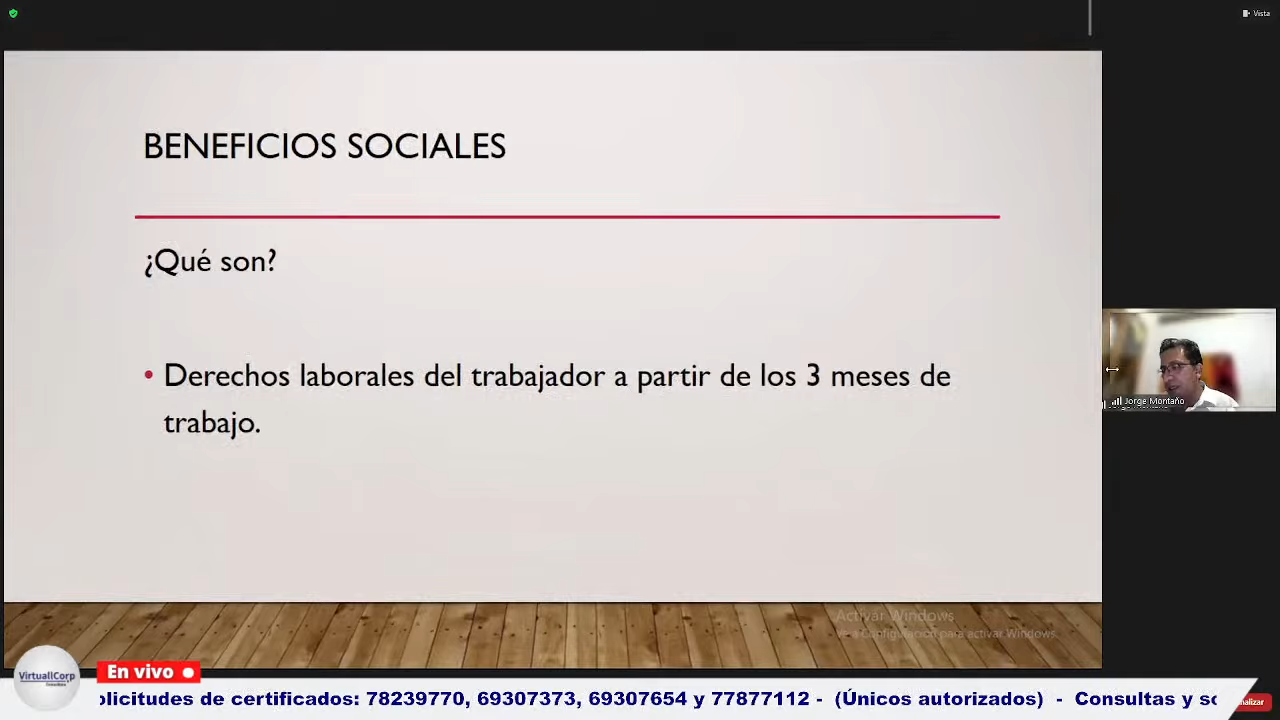 Vista
BENEFICIOS SOCIALES
¿Qué son?
• Derechos laborales del trabajador a partir de los 3 meses de
trabajo.
Jorge Montaño
Activar Windows
Ve a Configuración para activar Windows.
VirtuallCorp
En vivo
olicitudes de certificados: 78239770, 69307373, 69307654 y 77877112 - (Únicos autorizados) - Consultas y so